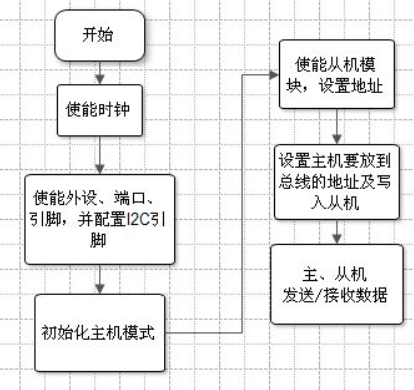 开始
使能时钟
使能外设、端口、
引脚，并配置I2C引
脚
初始化主机模式
使能从机模
块，设置地址
设置主机要放到
总线的地址及写
入从机
主、从机
发送/接收数据